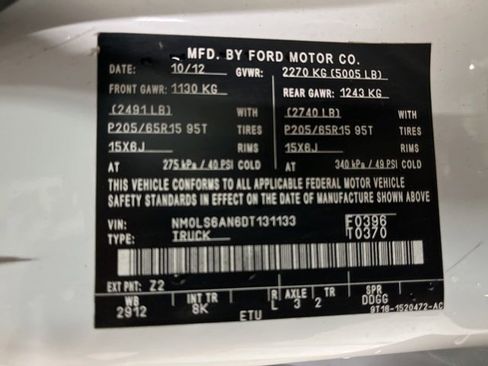 MFD. BY FORD MOTOR CO.
DATE: 10/12 GVWR: 2270 KG (5005 LB)
FRONT GAWR: 1130 KG REAR GAWR: 1243 KG
(2491 LB) WITH (2740 LB) WITH
P205/65R15 95T TIRES P205/65R15 95T TIRES
15X6J RIMS 15X6J RIMS
AT 275 kPa / 40 PSI COLD AT 340 kPa / 49 PSI COLD
THIS VEHICLE CONFORMS TO ALL APPLICABLE FEDERAL MOTOR VEHICLE
SAFETY STANDARDS IN EFFECT ON THE DATE OF MANUFACTURE SHOWN ABOVE.
VIN: NM0LS6AN6DT131133 F0396
TYPE: TRUCK T0370
EXT PNT: Z2
WB INT TR R AXLE TR SPR
2912 8K L 3 2 DDGG
ETU 9T16-1520472-AC